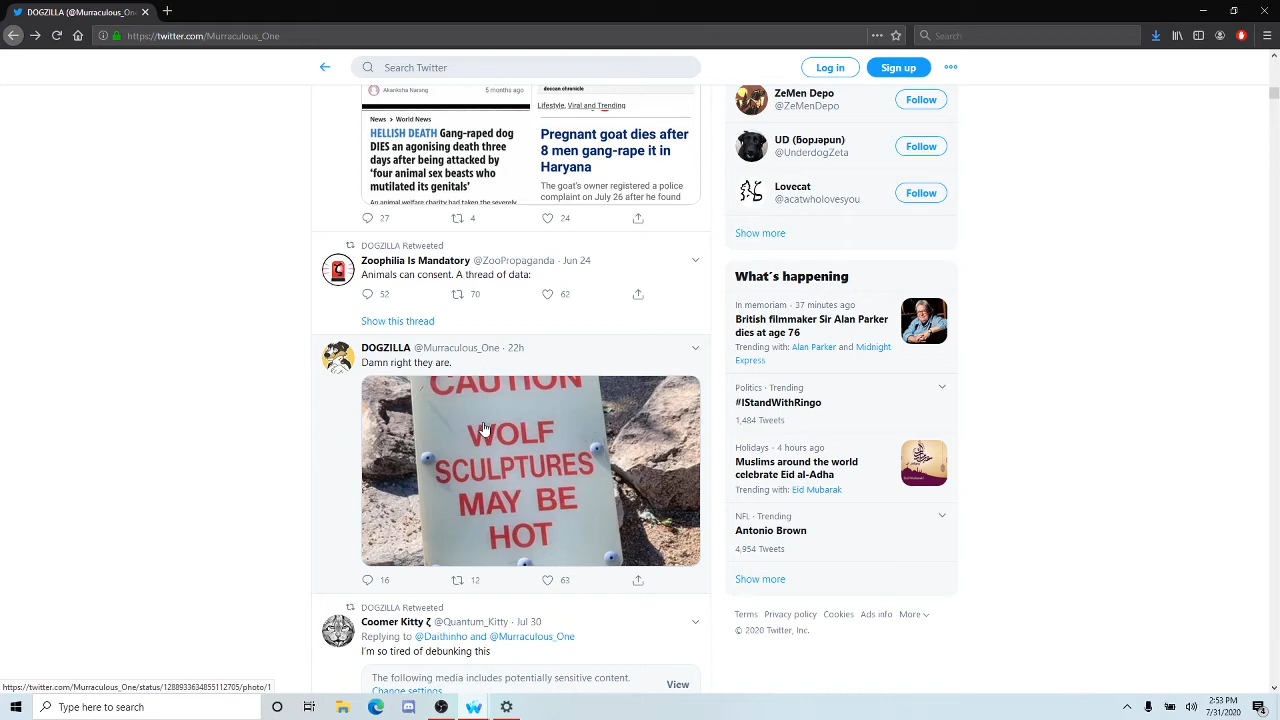 DOGZILLA (@Murraculous_One
https://twitter.com/Murraculous_One
Search
Search Twitter
Log in
Sign up
Akanksha Narang 5 months ago
deccan chronicle
Lifestyle, Viral and Trending
News > World News
HELLISH DEATH Gang-raped dog
DIES an agonising death three
days after being attacked by
'four animal sex beasts who
mutilated its genitals'
An animal welfare charity had taken the severely
Pregnant goat dies after
8 men gang-rape it in
Haryana
The goat's owner registered a police
complaint on July 26 after he found
27 4 24
DOGZILLA Retweeted
Zoophilia Is Mandatory @ZooPropaganda · Jun 24
Animals can consent. A thread of data:
52 70 62
Show this thread
DOGZILLA @Murraculous_One · 22h
Damn right they are.
CAUTION
WOLF
SCULPTURES
MAY BE
HOT
16 12 63
DOGZILLA Retweeted
Coomer Kitty ζ @Quantum_Kitty · Jul 30
Replying to @Daithinho and @Murraculous_One
I'm so tired of debunking this
The following media includes potentially sensitive content.
Change settings
View
ZeMen Depo
@ZeMenDepo
Follow
@UnderdogZeta
Follow
Lovecat
@acatwholovesyou
Follow
Show more
What's happening
In memoriam · 37 minutes ago
British filmmaker Sir Alan Parker
dies at age 76
Trending with: Alan Parker and Midnight
Express
Politics · Trending
#IStandWithRingo
1,484 Tweets
Holidays · 4 hours ago
Muslims around the world
celebrate Eid al-Adha
Trending with: Eid Mubarak
NFL · Trending
Antonio Brown
4,954 Tweets
Show more
Terms Privacy policy Cookies Ads info More
© 2020 Twitter, Inc.
https://twitter.com/Murraculous_One/status/1288933634855112705/photo/1
Type here to search
2:53 PM
7/31/2020